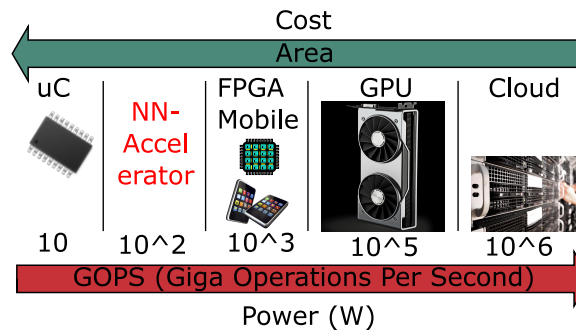 Cost
Area
uC
NN-
Accel
erator
FPGA
Mobile
GPU
Cloud
10
10^2
10^3
10^5
10^6
GOPS (Giga Operations Per Second)
Power (W)